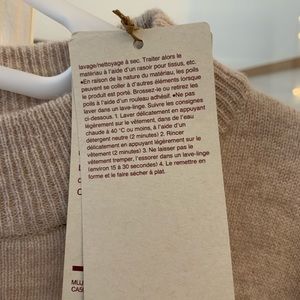 lavage/nettoyage à sec. Traiter alors le
matériau à l'aide d'un rasoir pour tissus, etc.
●En raison de la nature du matériau, les poils
peuvent se coller à d'autres éléments lorsque
le produit est porté. Brossez-le ou retirez les
poils à l'aide d'un rouleau adhésif. ●Ne pas
laver dans un lave-linge. Suivre les consignes
ci-dessous. 1. Laver délicatement en appuyant
légèrement sur le vêtement, dans de l'eau
chaude à 40 °C ou moins, à l'aide d'un
détergent neutre (2 minutes) 2. Rincer
délicatement en appuyant légèrement sur le
vêtement (2 minutes) 3. Ne laisser pas le
vêtement tremper, l'essorer dans un lave-linge
(environ 15 à 30 secondes) 4. Le remettre en
forme et le faire sécher à plat.
MUJ